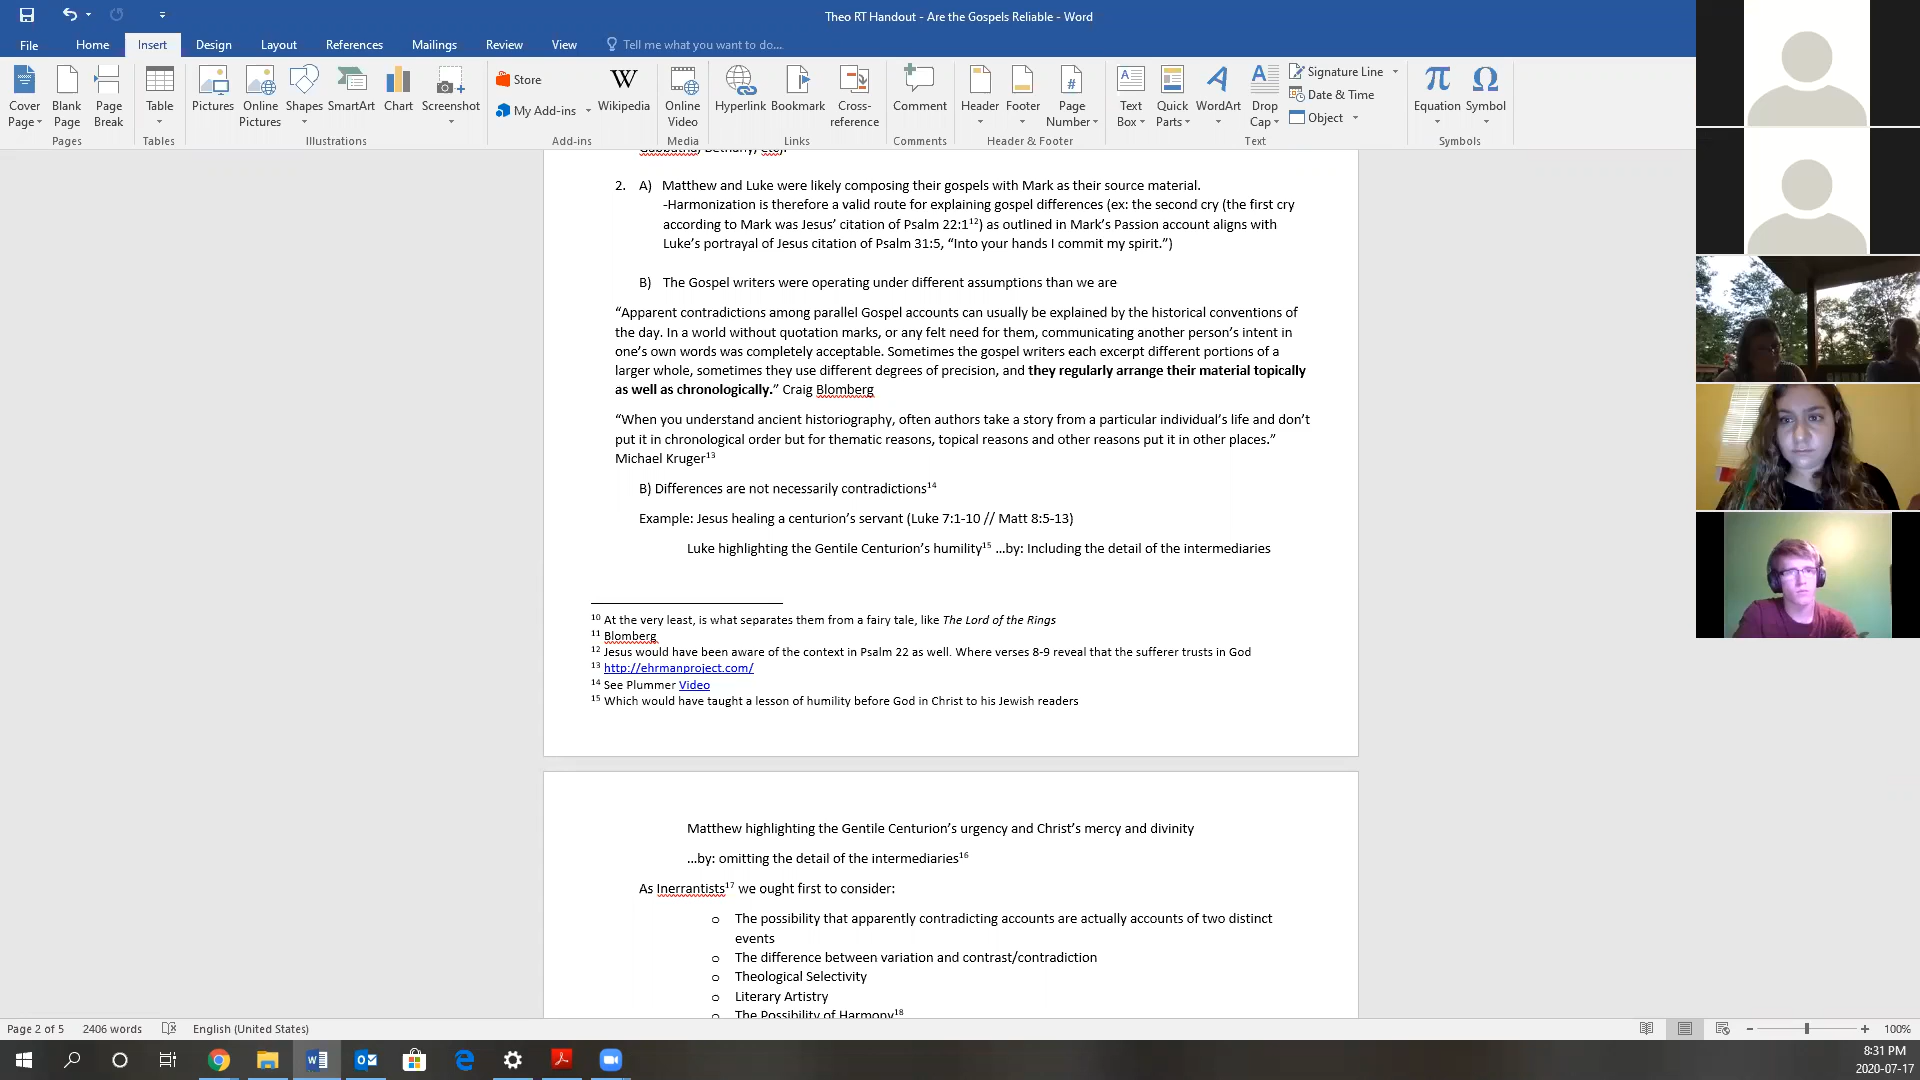 Theo RT Handout - Are the Gospels Reliable - Word
File Home Insert Design Layout References Mailings Review View Tell me what you want to do...
Cover Page
Blank Page
Page Break
Table
Pictures
Online Pictures
Shapes
SmartArt
Chart
Screenshot
Store
My Add-ins
Wikipedia
Online Video
Hyperlink
Bookmark
Cross-reference
Comment
Header
Footer
Page Number
Text Box
Quick Parts
WordArt
Drop Cap
Signature Line
Date & Time
Object
Equation
Symbol
Pages Tables Illustrations Add-ins Media Links Comments Header & Footer Text Symbols
Gabbatha, Bethany, etc).
2. A) Matthew and Luke were likely composing their gospels with Mark as their source material.
-Harmonization is therefore a valid route for explaining gospel differences (ex: the second cry (the first cry
according to Mark was Jesus’ citation of Psalm 22:1¹²) as outlined in Mark’s Passion account aligns with
Luke’s portrayal of Jesus citation of Psalm 31:5, “Into your hands I commit my spirit.”)
B) The Gospel writers were operating under different assumptions than we are
“Apparent contradictions among parallel Gospel accounts can usually be explained by the historical conventions of
the day. In a world without quotation marks, or any felt need for them, communicating another person’s intent in
one’s own words was completely acceptable. Sometimes the gospel writers each excerpt different portions of a
larger whole, sometimes they use different degrees of precision, and they regularly arrange their material topically
as well as chronologically.” Craig Blomberg
“When you understand ancient historiography, often authors take a story from a particular individual’s life and don’t
put it in chronological order but for thematic reasons, topical reasons and other reasons put it in other places.”
Michael Kruger¹³
B) Differences are not necessarily contradictions¹⁴
Example: Jesus healing a centurion’s servant (Luke 7:1-10 // Matt 8:5-13)
Luke highlighting the Gentile Centurion’s humility¹⁵ …by: Including the detail of the intermediaries
¹⁰ At the very least, is what separates them from a fairy tale, like The Lord of the Rings
¹¹ Blomberg
¹² Jesus would have been aware of the context in Psalm 22 as well. Where verses 8-9 reveal that the sufferer trusts in God
¹³ http://ehrmanproject.com/
¹⁴ See Plummer Video
¹⁵ Which would have taught a lesson of humility before God in Christ to his Jewish readers
Matthew highlighting the Gentile Centurion’s urgency and Christ’s mercy and divinity
…by: omitting the detail of the intermediaries¹⁶
As Inerrantists¹⁷ we ought first to consider:
o The possibility that apparently contradicting accounts are actually accounts of two distinct
events
o The difference between variation and contrast/contradiction
o Theological Selectivity
o Literary Artistry
o The Possibility of Harmony¹⁸
Page 2 of 5 2406 words English (United States) 100%
8:31 PM
2020-07-17